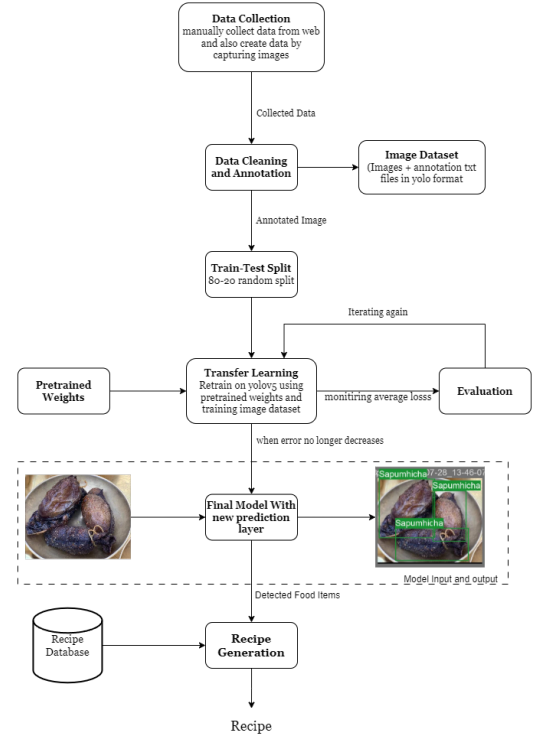 Data Collection
manually collect data from web
and also create data by
capturing images
Collected Data
Data Cleaning
and Annotation
Image Dataset
(Images + annotation txt
files in yolo format
Annotated Image
Train-Test Split
80-20 random split
Iterating again
Pretrained
Weights
Transfer Learning
Retrain on yolov5 using
pretrained weights and
training image dataset
monitiring average losss
Evaluation
when error no longer decreases
Final Model With
new prediction
layer
Sapumhicha
7-28_13-46-07
Sapumhicha
Sapumhicha
Model Input and output
Detected Food Items
Recipe
Database
Recipe
Generation
Recipe